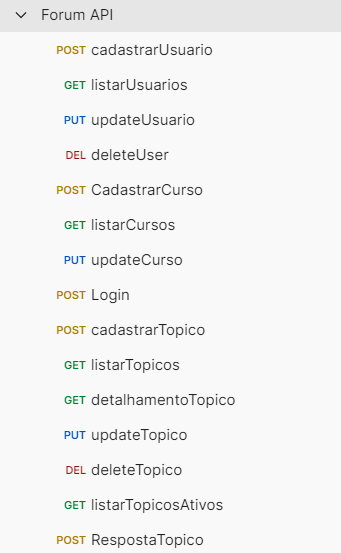 Forum API
POST cadastrarUsuario
GET listarUsuarios
PUT updateUsuario
DEL deleteUser
POST CadastrarCurso
GET listarCursos
PUT updateCurso
POST Login
POST cadastrarTopico
GET listarTopicos
GET detalhamentoTopico
PUT updateTopico
DEL deleteTopico
GET listarTopicosAtivos
POST RespostaTopico